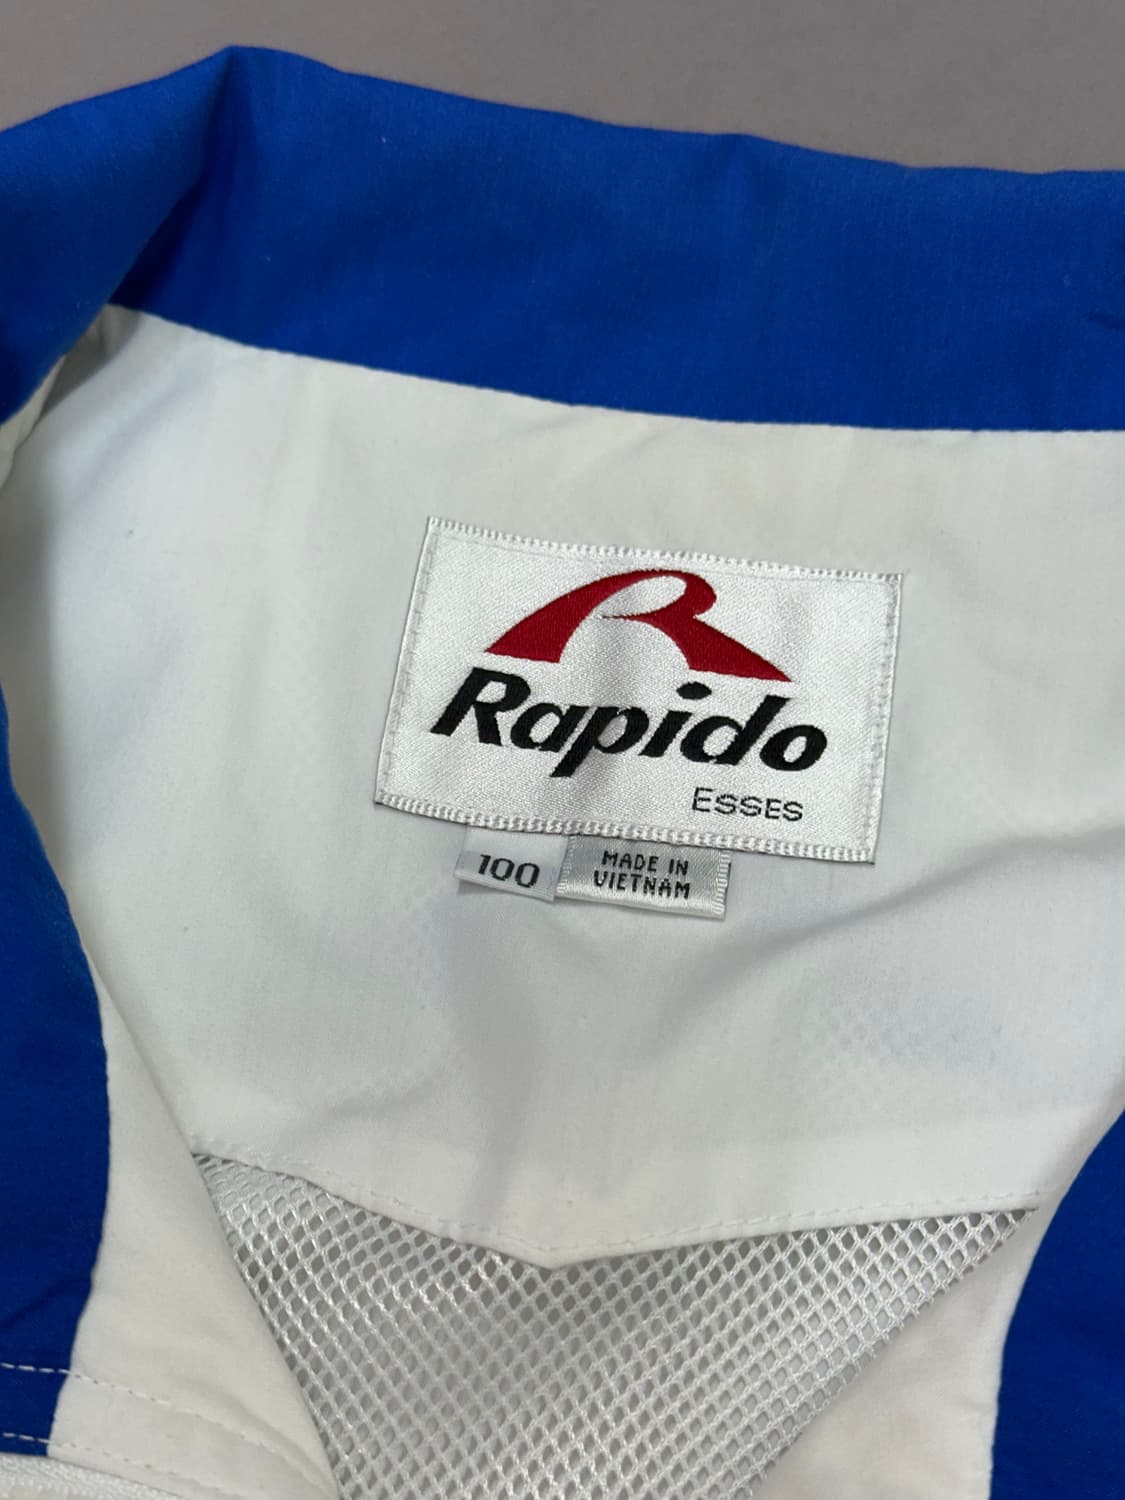 Rapido
ESSES
100
MADE IN
VIETNAM